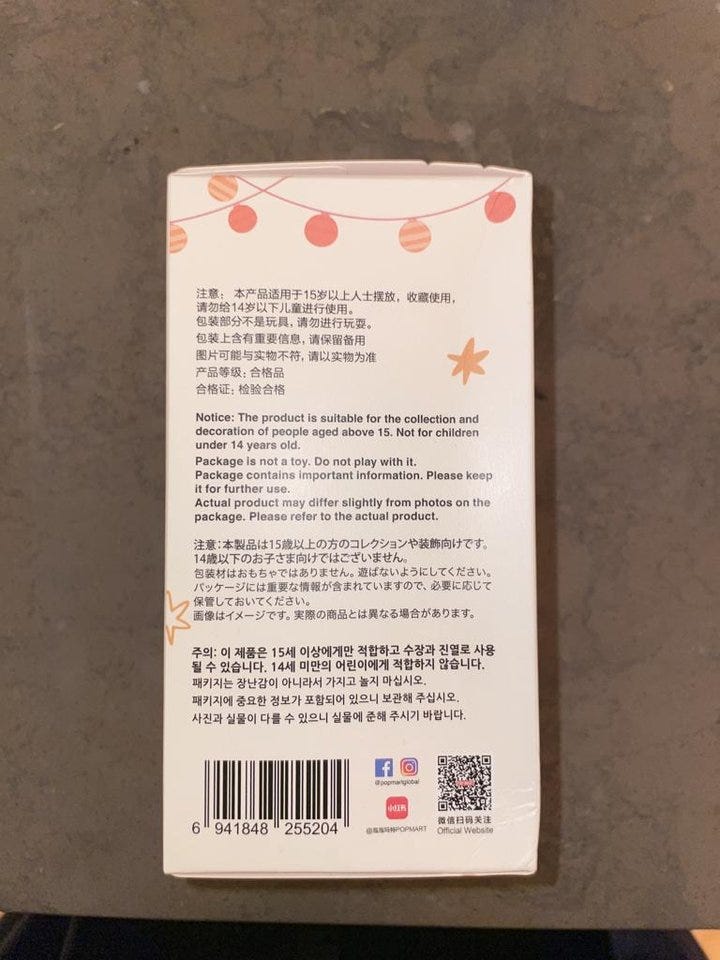 注意： 本产品适用于15岁以上人士摆放，收藏使用，
请勿给14岁以下儿童进行使用。
包装部分不是玩具，请勿进行玩耍。
包装上含有重要信息，请保留备用
图片可能与实物不符，请以实物为准
产品等级：合格品
合格证：检验合格
Notice: The product is suitable for the collection and
decoration of people aged above 15. Not for children
under 14 years old.
Package is not a toy. Do not play with it.
Package contains important information. Please keep
it for further use.
Actual product may differ slightly from photos on the
package. Please refer to the actual product.
注意：本製品は15歳以上の方のコレクションや装飾向けです。
14歳以下のお子さま向けではございません。
包装材はおもちゃではありません。遊ばないようにしてください。
パッケージには重要な情報が含まれていますので、必要に応じて
保管しておいてください。
画像はイメージです。実際の商品とは異なる場合があります。
주의: 이 제품은 15세 이상에게만 적합하고 수장과 진열로 사용
될 수 있습니다. 14세 미만의 어린이에게 적합하지 않습니다.
패키지는 장난감이 아니라서 가지고 놀지 마십시오.
패키지에 중요한 정보가 포함되어 있으니 보관해 주십시오.
사진과 실물이 다를 수 있으니 실물에 준해 주시기 바랍니다.
@popmartglobal
小红书
@泡泡玛特POPMART
微信扫码关注
Official Website
6 941848 255204